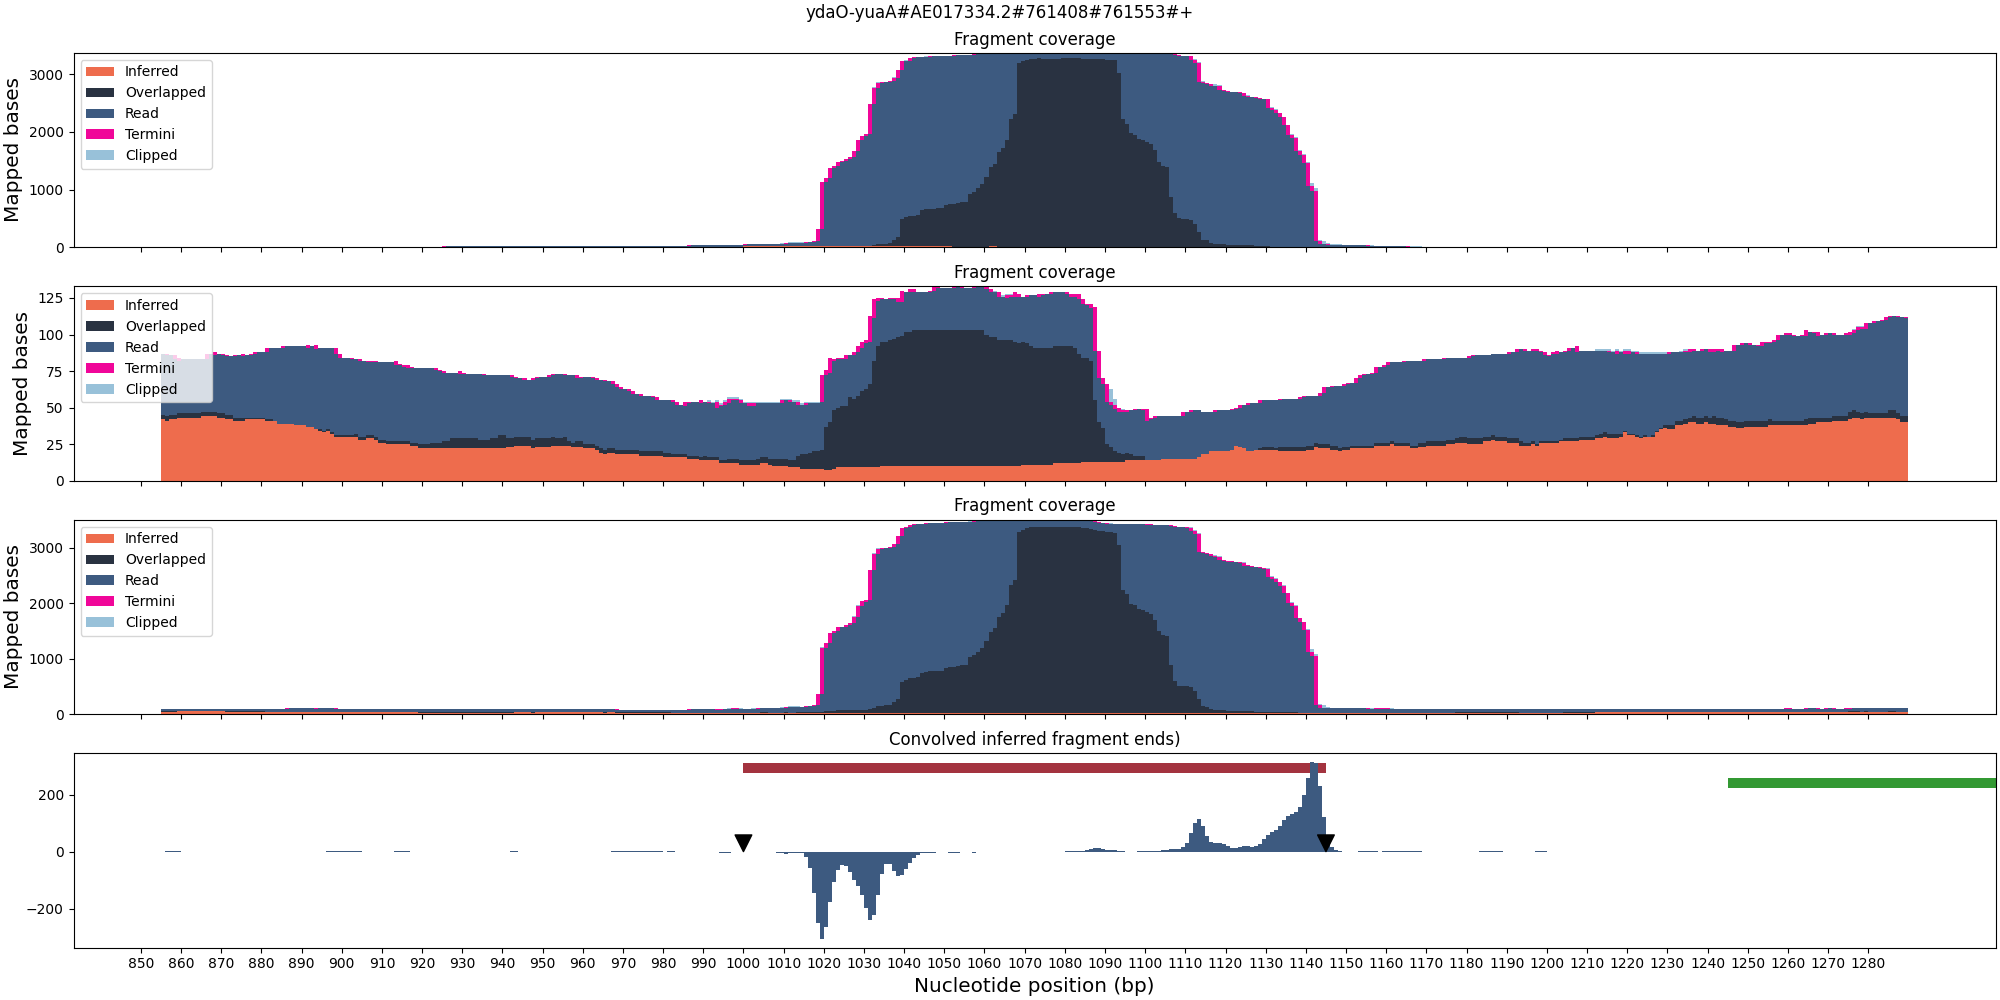 ydaO-yuaA#AE017334.2#761408#761553#+
Fragment coverage
Mapped bases
3000
2000
1000
0
Inferred
Overlapped
Read
Termini
Clipped
Fragment coverage
Mapped bases
125
100
75
50
25
0
Inferred
Overlapped
Read
Termini
Clipped
Fragment coverage
Mapped bases
3000
2000
1000
0
Inferred
Overlapped
Read
Termini
Clipped
Convolved inferred fragment ends)
200
0
−200
850 860 870 880 890 900 910 920 930 940 950 960 970 980 990 1000 1010 1020 1030 1040 1050 1060 1070 1080 1090 1100 1110 1120 1130 1140 1150 1160 1170 1180 1190 1200 1210 1220 1230 1240 1250 1260 1270 1280
Nucleotide position (bp)